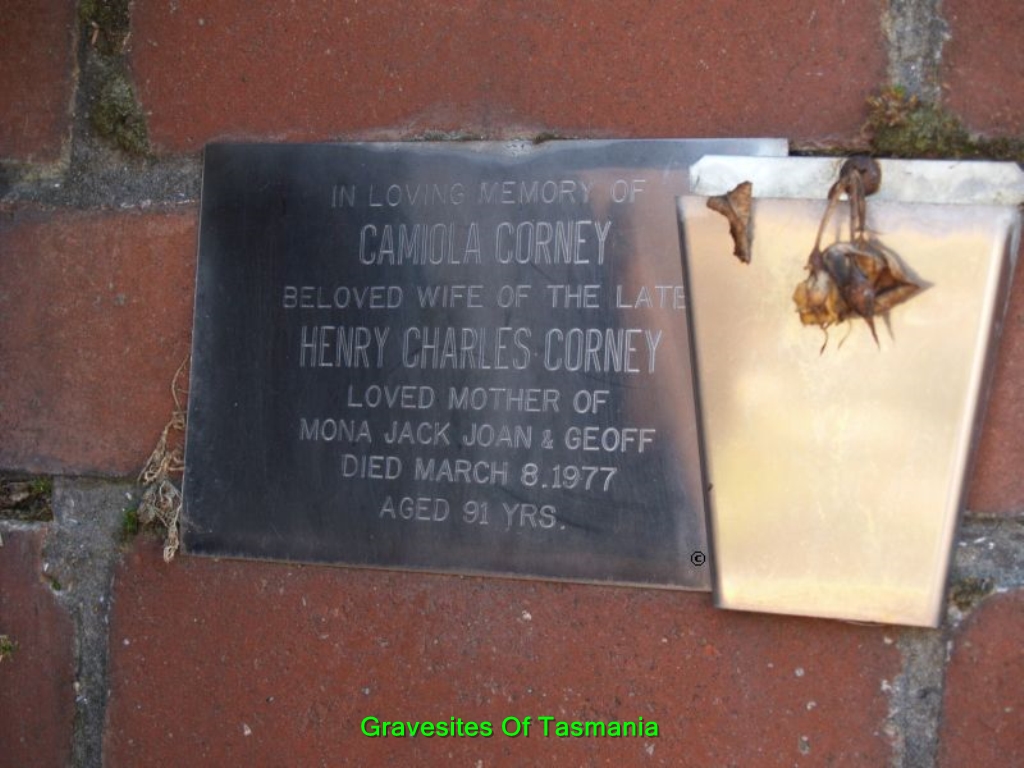 IN LOVING MEMORY OF
CAMIOLA CORNEY
BELOVED WIFE OF THE LATE
HENRY CHARLES CORNEY
LOVED MOTHER OF
MONA JACK JOAN & GEOFF
DIED MARCH 8.1977
AGED 91 YRS.
©
Gravesites Of Tasmania